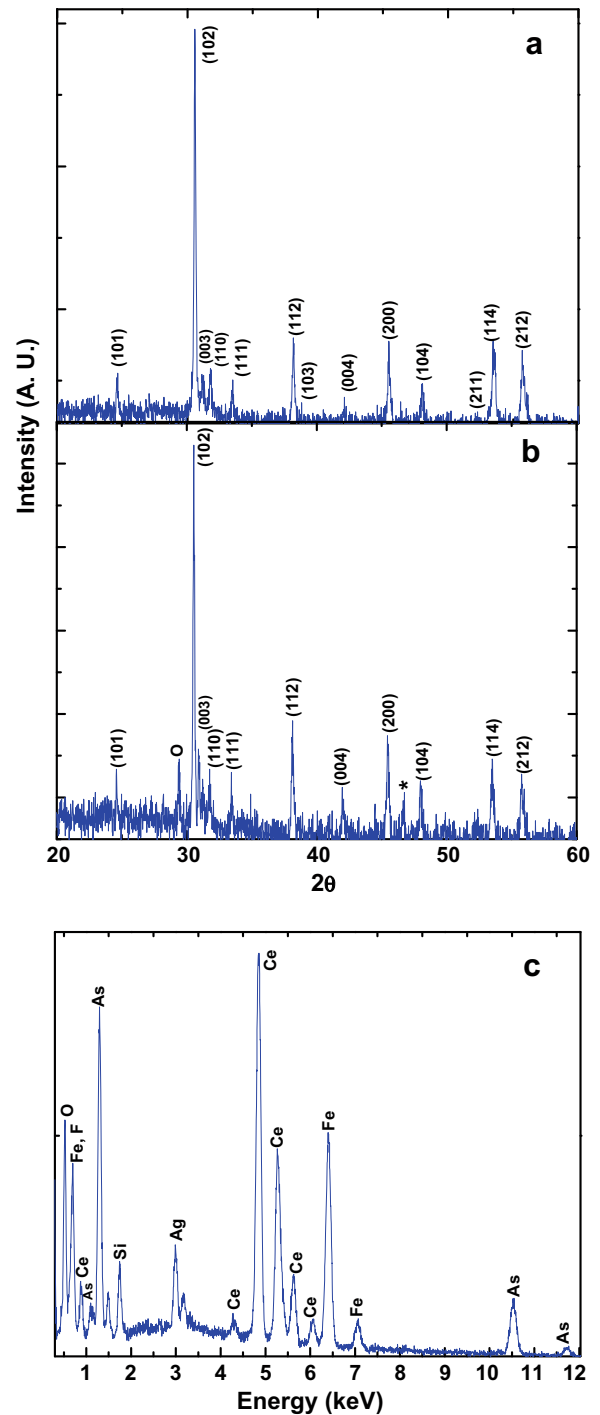 a
(102)
(101)
(003)
(110)
(111)
(112)
(103)
(004)
(200)
(104)
(211)
(114)
(212)
Intensity (A. U.)
b
(102)
(101)
O
(003)
(110)
(111)
(112)
(004)
(200)
*
(104)
(114)
(212)
20 30 40 50 60
2θ
c
O
Fe, F
Ce
As
As
Si
Ag
Ce
Ce
Ce
Ce
Ce
Fe
Fe
As
As
1 2 3 4 5 6 7 8 9 10 11 12
Energy (keV)